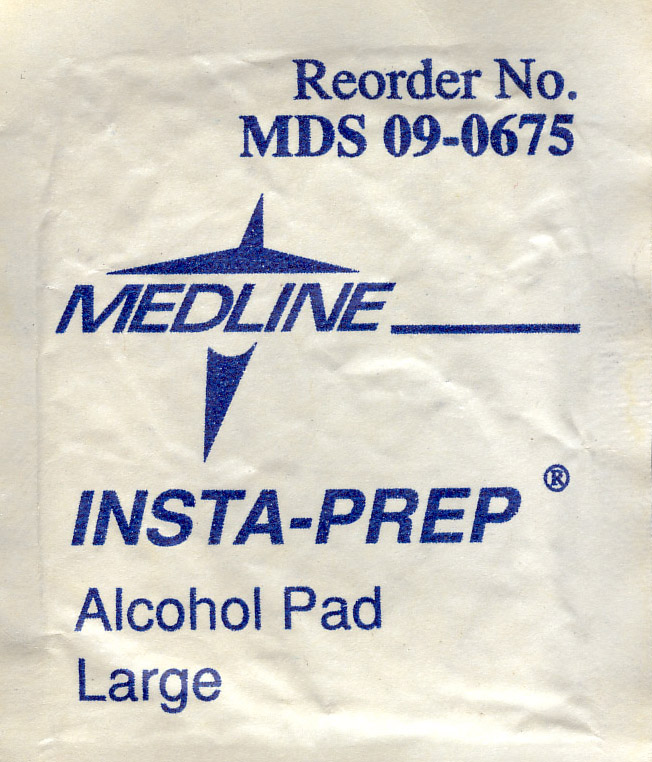 Reorder No.
MDS 09-0675
MEDLINE
INSTA-PREP ®
Alcohol Pad
Large